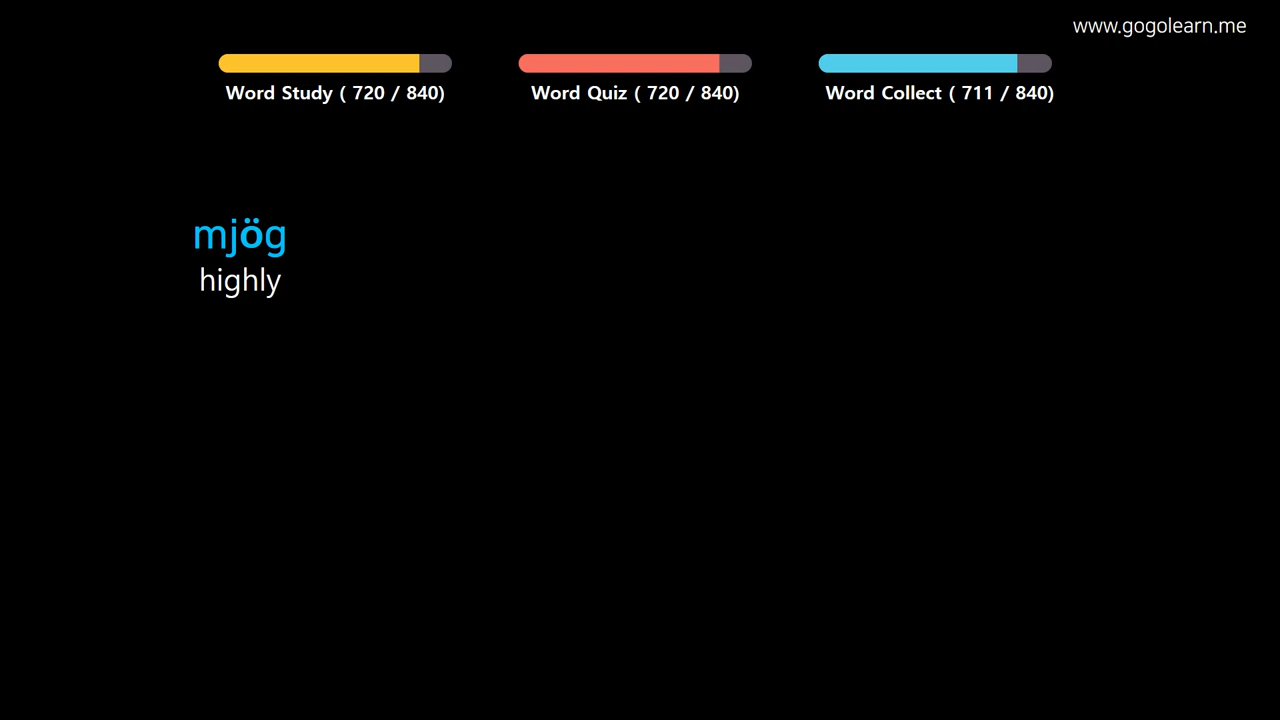 www.gogolearn.me
Word Study ( 720 / 840)
Word Quiz ( 720 / 840)
Word Collect ( 711 / 840)
mjög
highly